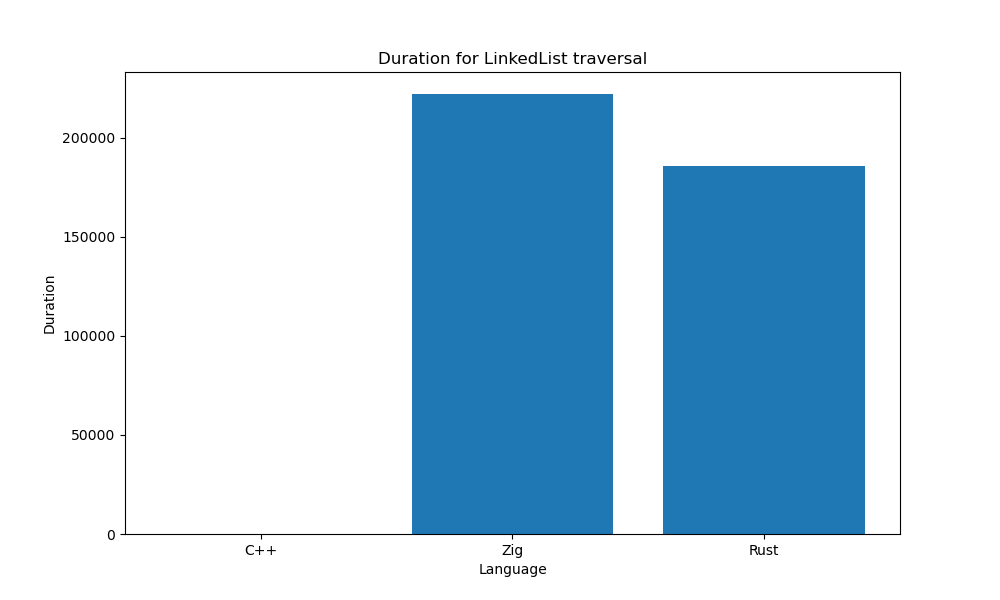 Duration for LinkedList traversal
200000
150000
100000
50000
0
Duration
C++ Zig Rust
Language